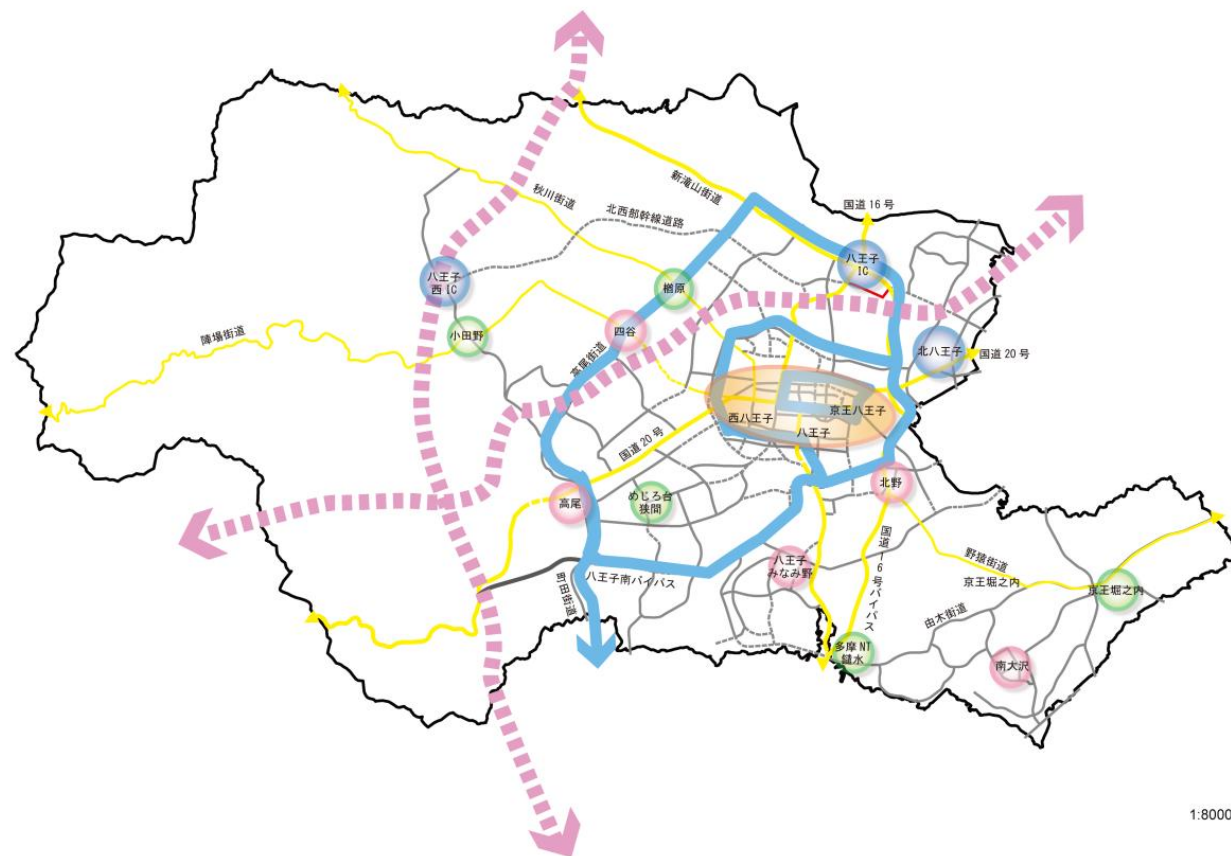 新滝山街道
国道16号
秋川街道
北西部幹線道路
八王子
IC
八王子
西IC
楢原
四谷
小田野
陣場街道
高尾街道
北八王子
国道20号
西八王子
京王八王子
八王子
国道20号
北野
高尾
めじろ台
狭間
八王子
みなみ野
国道16号バイパス
野猿街道
京王堀之内
八王子南バイパス
町田街道
京王堀之内
由木街道
多摩NT
鑓水
南大沢
1:8000